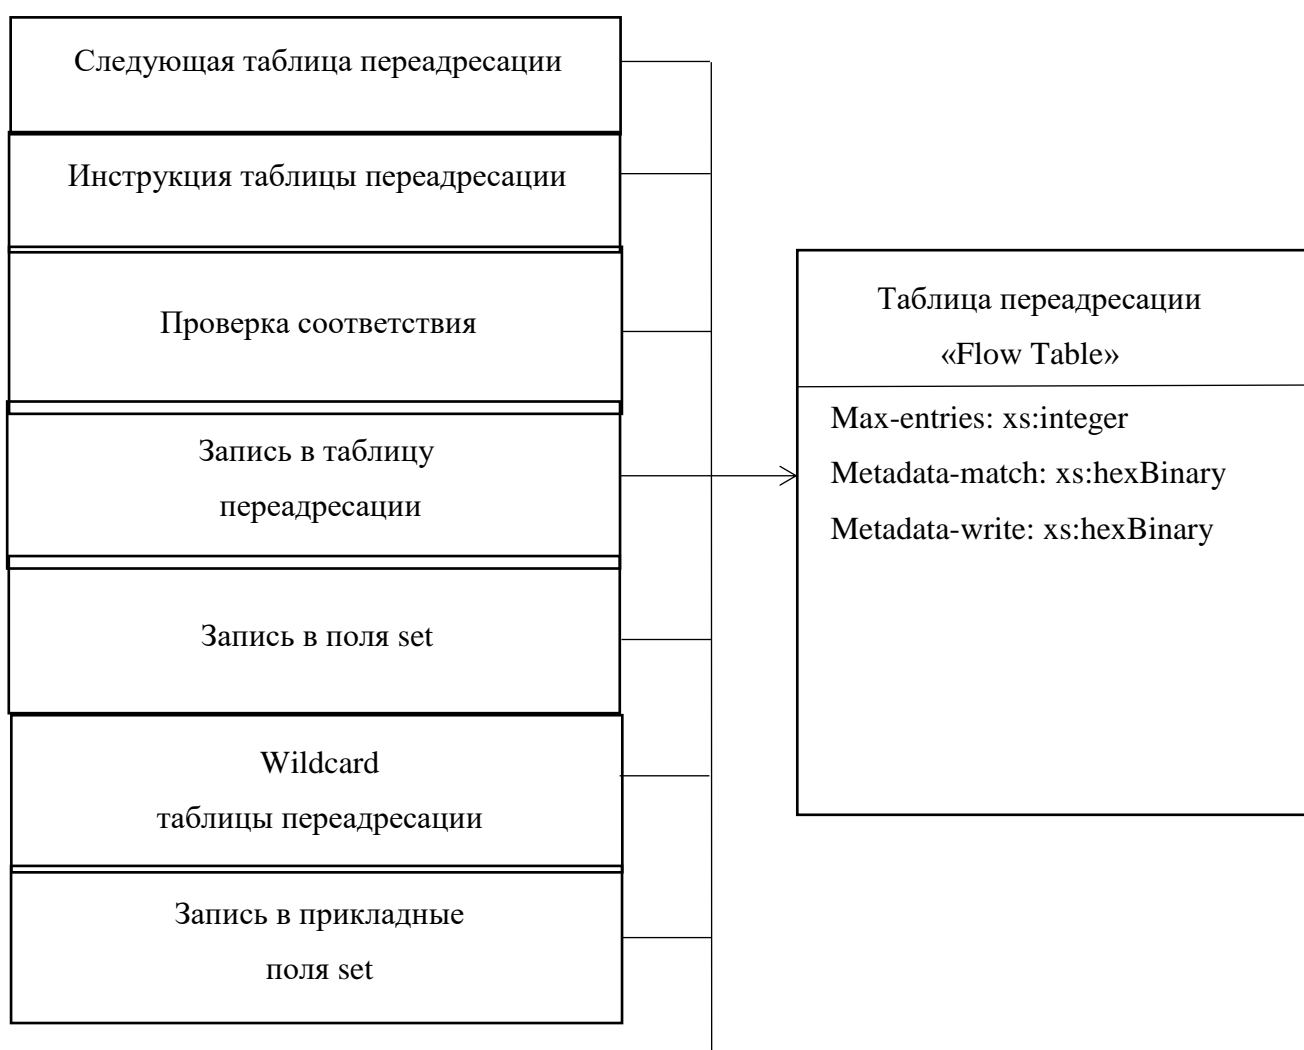 Следующая таблица переадресации
Инструкция таблицы переадресации
Проверка соответствия
Запись в таблицу
переадресации
Запись в поля set
Wildcard
таблицы переадресации
Запись в прикладные
поля set
Таблица переадресации
«Flow Table»
Max-entries: xs:integer
Metadata-match: xs:hexBinary
Metadata-write: xs:hexBinary